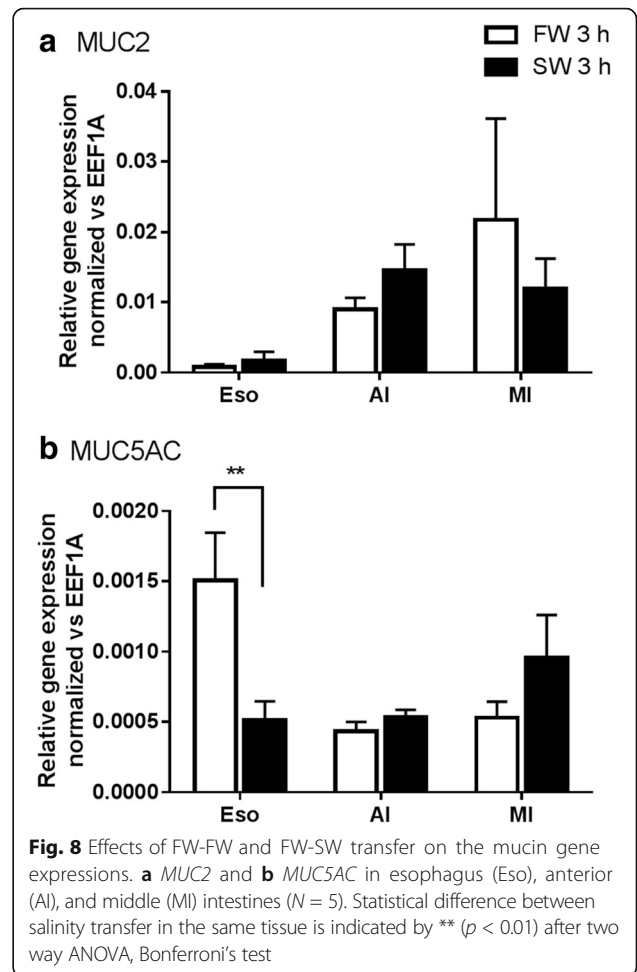 a MUC2
FW 3 h
SW 3 h
Relative gene expression
normalized vs EEF1A
0.04
0.03
0.02
0.01
0.00
Eso AI MI
b MUC5AC
**
Relative gene expression
normalized vs EEF1A
0.0020
0.0015
0.0010
0.0005
0.0000
Eso AI MI
Fig. 8 Effects of FW-FW and FW-SW transfer on the mucin gene
expressions. a MUC2 and b MUC5AC in esophagus (Eso), anterior
(AI), and middle (MI) intestines (N = 5). Statistical difference between
salinity transfer in the same tissue is indicated by ** (p < 0.01) after two
way ANOVA, Bonferroni's test